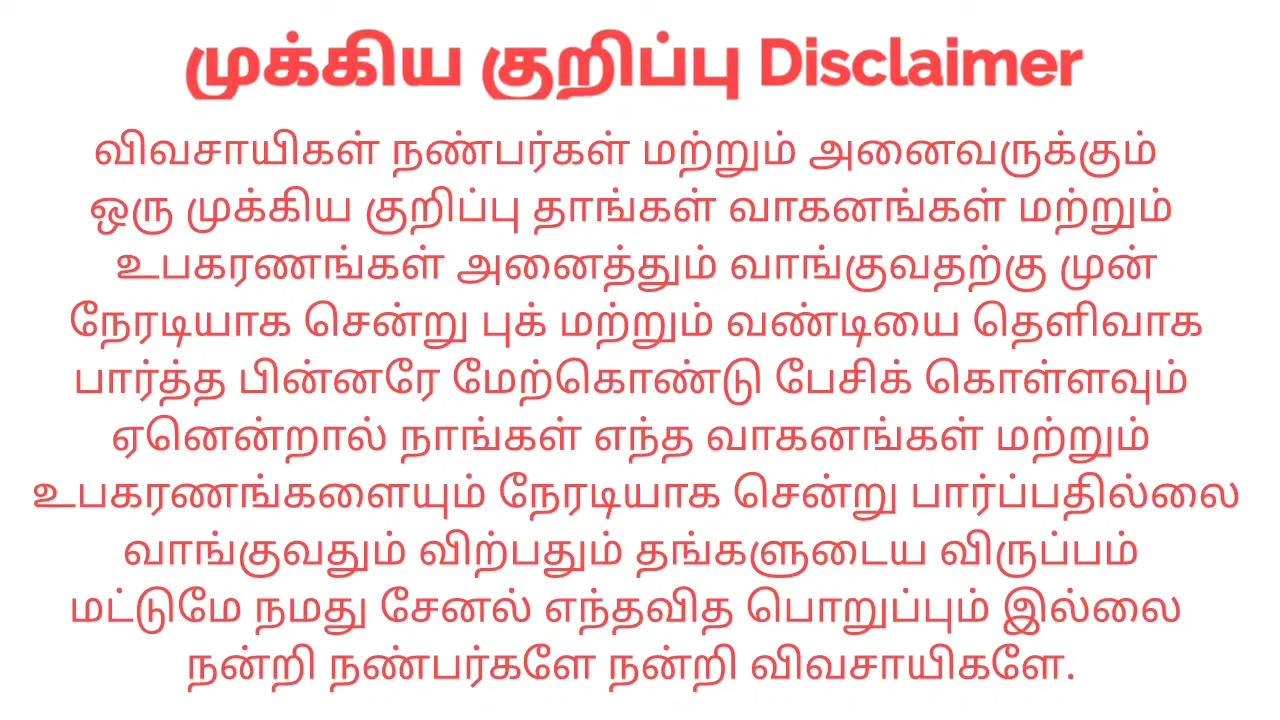 முக்கிய குறிப்பு Disclaimer
விவசாயிகள் நண்பர்கள் மற்றும் அனைவருக்கும்
ஒரு முக்கிய குறிப்பு தாங்கள் வாகனங்கள் மற்றும்
உபகரணங்கள் அனைத்தும் வாங்குவதற்கு முன்
நேரடியாக சென்று புக் மற்றும் வண்டியை தெளிவாக
பார்த்த பின்னரே மேற்கொண்டு பேசிக் கொள்ளவும்
ஏனென்றால் நாங்கள் எந்த வாகனங்கள் மற்றும்
உபகரணங்களையும் நேரடியாக சென்று பார்ப்பதில்லை
வாங்குவதும் விற்பதும் தங்களுடைய விருப்பம்
மட்டுமே நமது சேனல் எந்தவித பொறுப்பும் இல்லை
நன்றி நண்பர்களே நன்றி விவசாயிகளே.